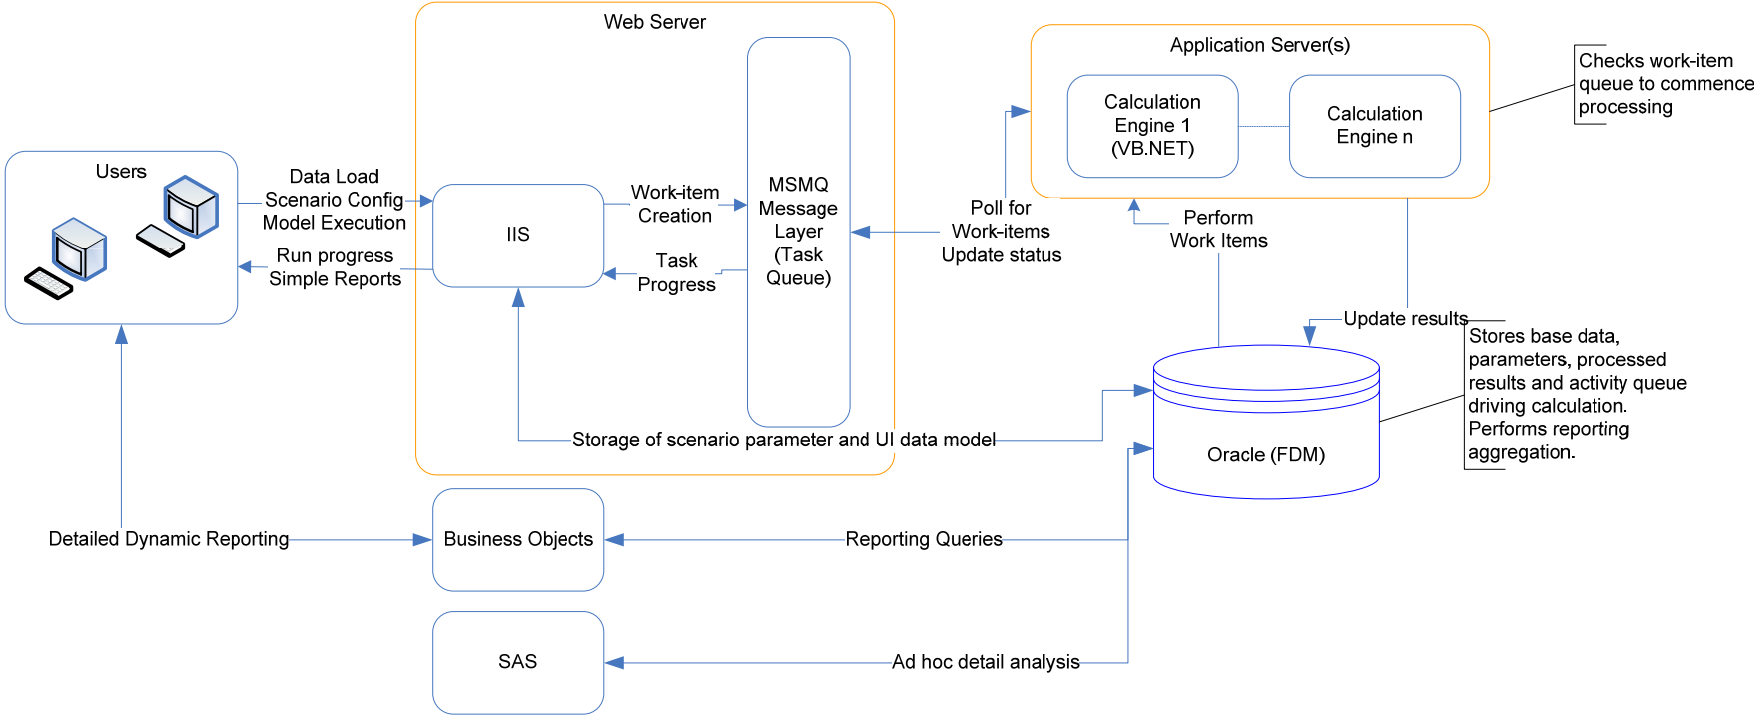 Web Server
Application Server(s)
Checks work-item
queue to commence
processing
Calculation
Engine 1
(VB.NET)
Calculation
Engine n
Users
Data Load
Scenario Config
Model Execution
Run progress
Simple Reports
IIS
Work-item
Creation
Task
Progress
MSMQ
Message
Layer
(Task
Queue)
Poll for
Work-items
Update status
Perform
Work Items
Update results
Stores base data,
parameters, processed
results and activity queue
driving calculation.
Performs reporting
aggregation.
Storage of scenario parameter and UI data model
Oracle (FDM)
Detailed Dynamic Reporting
Business Objects
Reporting Queries
SAS
Ad hoc detail analysis